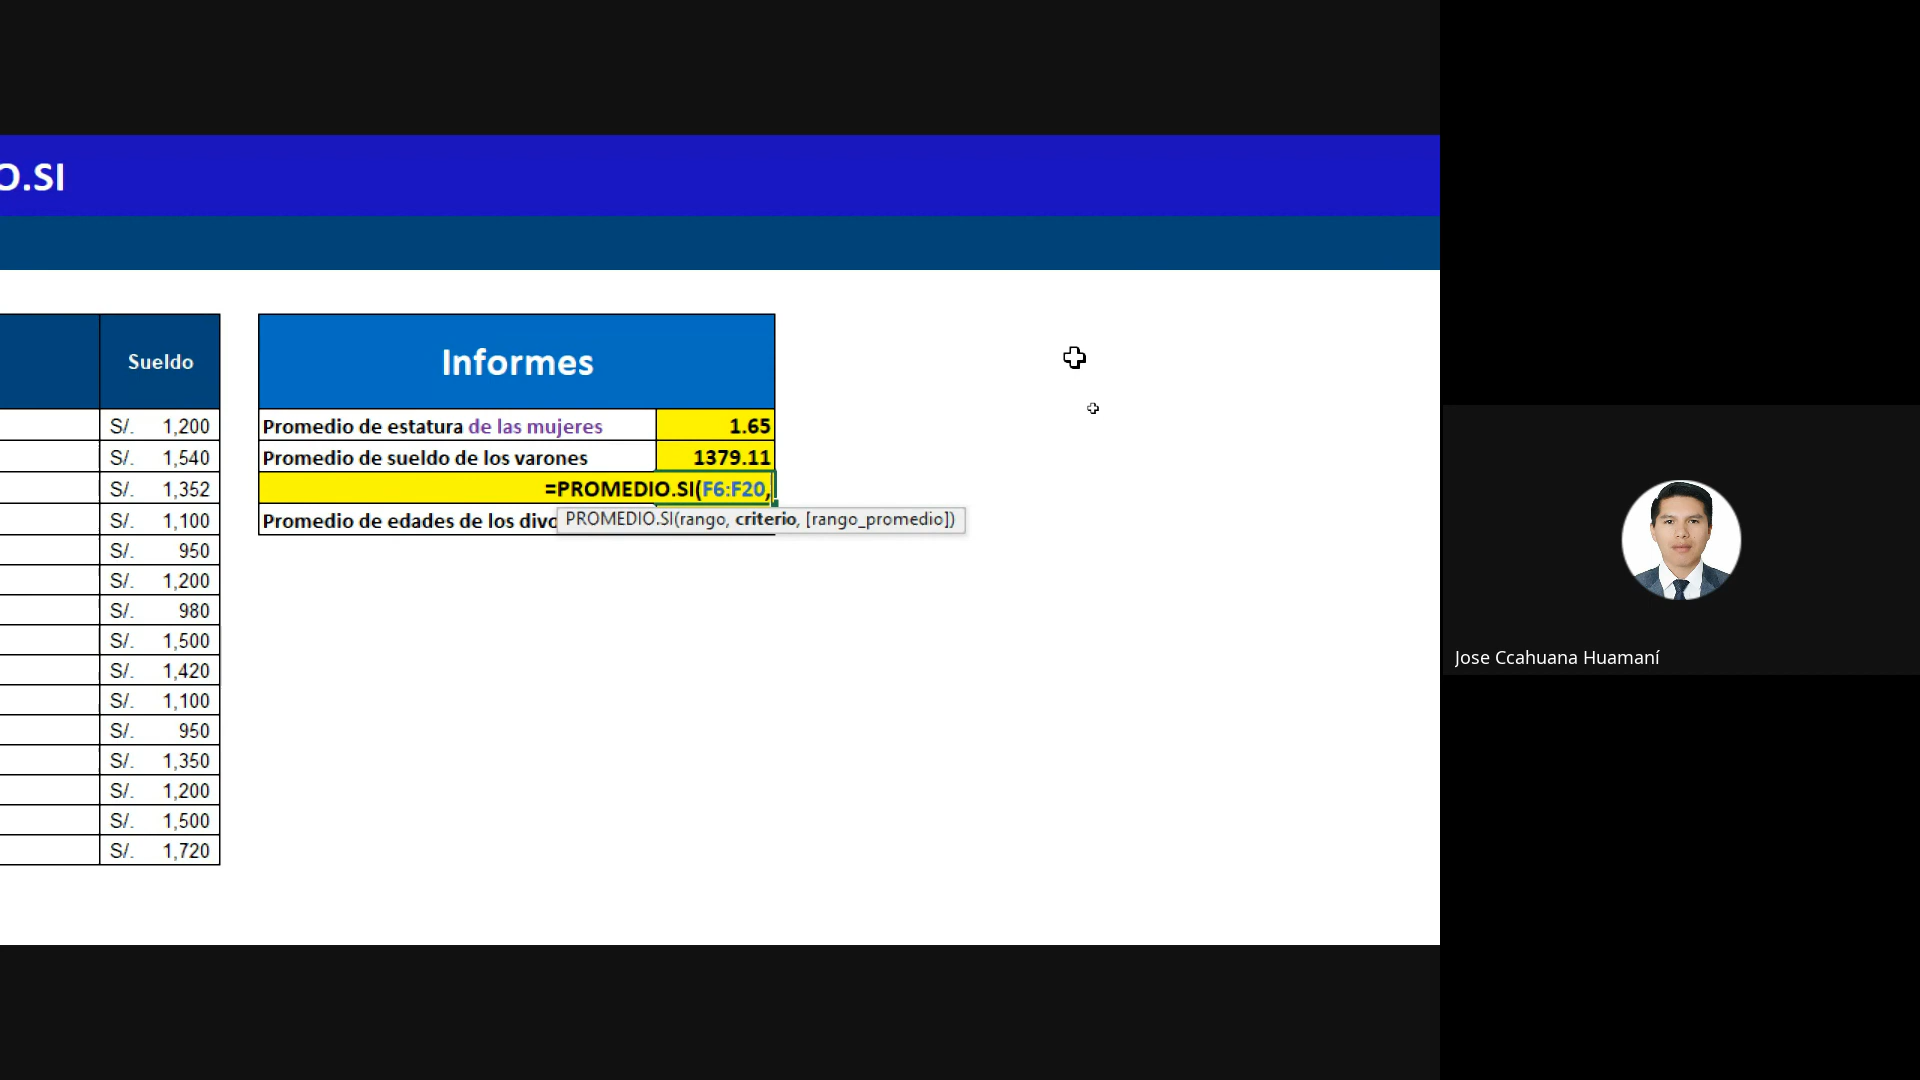 O.SI
Sueldo
Informes
S/. 1,200
Promedio de estatura de las mujeres 1.65
S/. 1,540
Promedio de sueldo de los varones 1379.11
S/. 1,352
=PROMEDIO.SI(F6:F20,
S/. 1,100
Promedio de edades de los divo
PROMEDIO.SI(rango, criterio, [rango_promedio])
S/. 950
S/. 1,200
S/. 980
S/. 1,500
S/. 1,420
S/. 1,100
S/. 950
S/. 1,350
S/. 1,200
S/. 1,500
S/. 1,720
Jose Ccahuana Huamaní